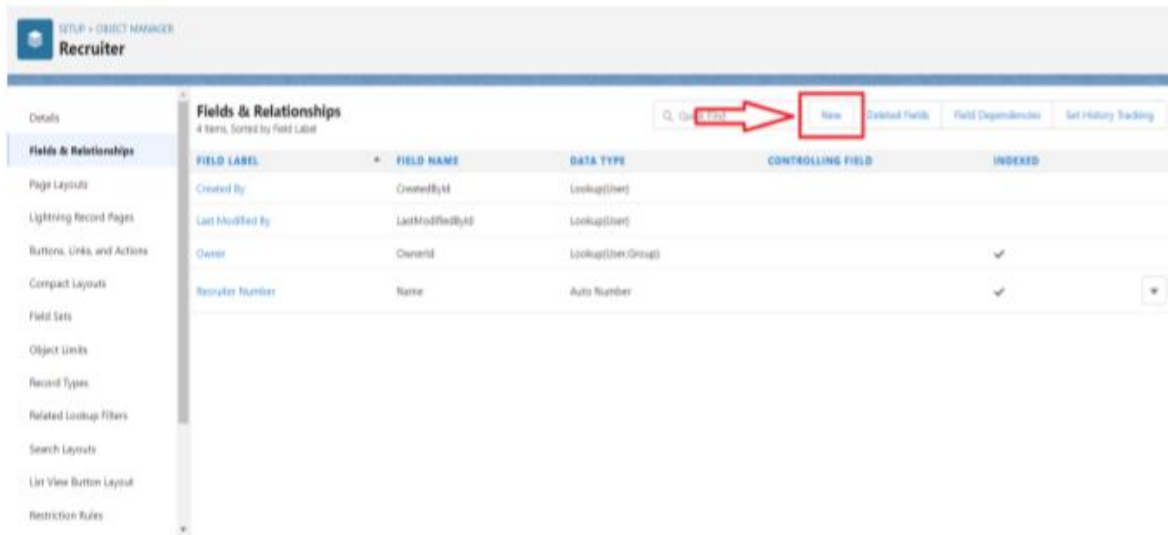 SETUP > OBJECT MANAGER
Recruiter
Details
Fields & Relationships
Page Layouts
Lightning Record Pages
Buttons, Links, and Actions
Compact Layouts
Field Sets
Object Limits
Record Types
Related Lookup Filters
Search Layouts
List View Button Layout
Restriction Rules
Fields & Relationships
4 Items, Sorted by Field Label
New Deleted Fields Field Dependencies Set History Tracking
FIELD LABEL FIELD NAME DATA TYPE CONTROLLING FIELD INDEXED
Created By CreatedById Lookup(User)
Last Modified By LastModifiedById Lookup(User)
Owner OwnerId Lookup(User,Group)
Recruiter Number Name Auto Number